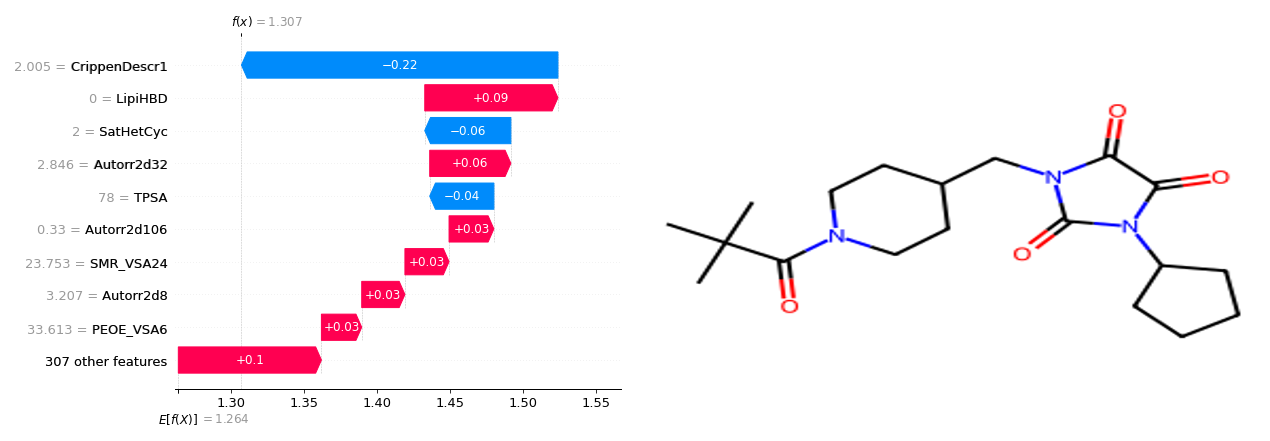 f(x) = 1.307
2.005 = CrippenDescr1
−0.22
0 = LipiHBD
+0.09
2 = SatHetCyc
−0.06
2.846 = Autorr2d32
+0.06
78 = TPSA
−0.04
0.33 = Autorr2d106
+0.03
23.753 = SMR_VSA24
+0.03
3.207 = Autorr2d8
+0.03
33.613 = PEOE_VSA6
+0.03
307 other features
+0.1
1.30 1.35 1.40 1.45 1.50 1.55
E[f(X)] = 1.264
O
N
O
N
O
N
O